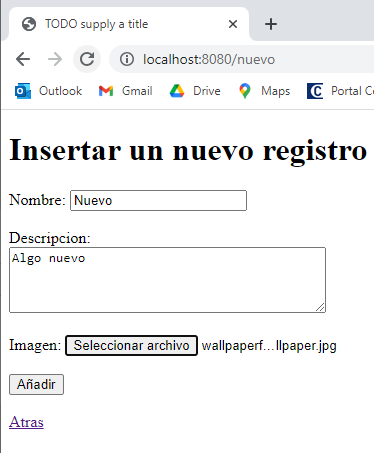 TODO supply a title
localhost:8080/nuevo
Outlook Gmail Drive Maps Portal Co
Insertar un nuevo registro
Nombre: Nuevo
Descripcion:
Algo nuevo
Imagen: Seleccionar archivo wallpaperf...llpaper.jpg
Añadir
Atras